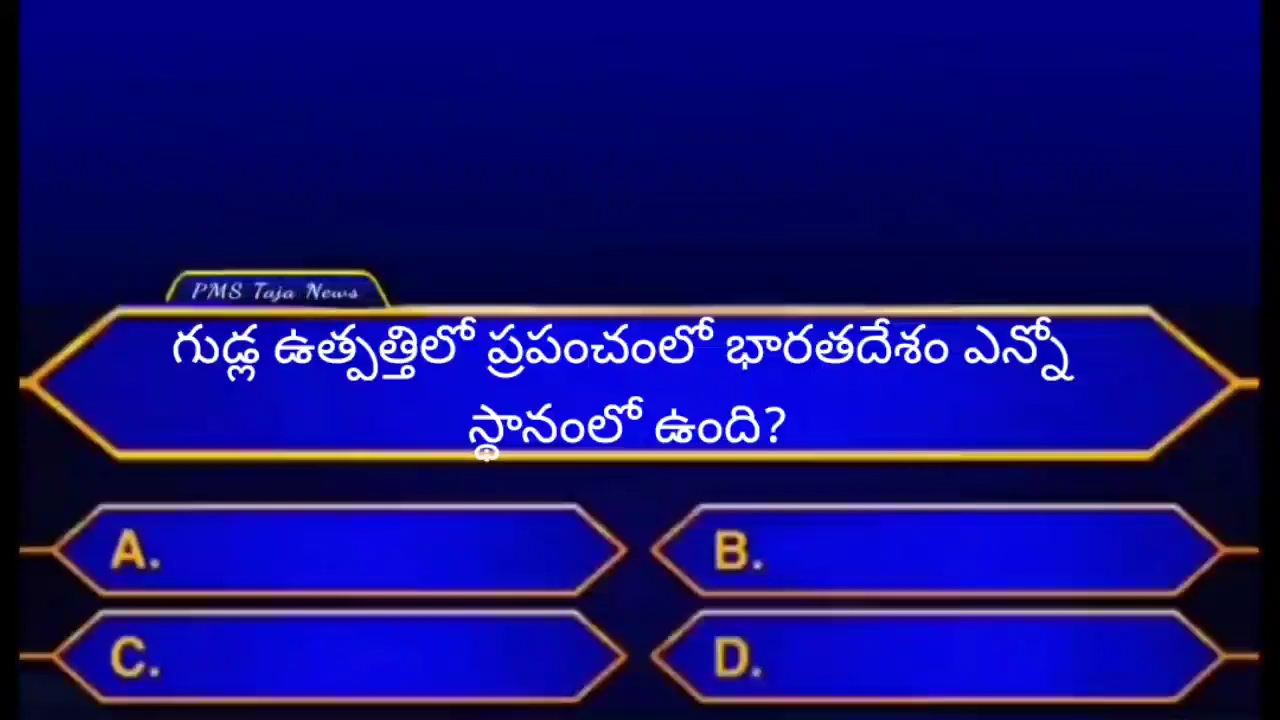 PMS Taja News
గుడ్ల ఉత్పత్తిలో ప్రపంచంలో భారతదేశం ఎన్నో
స్థానంలో ఉంది?
A.
B.
C.
D.